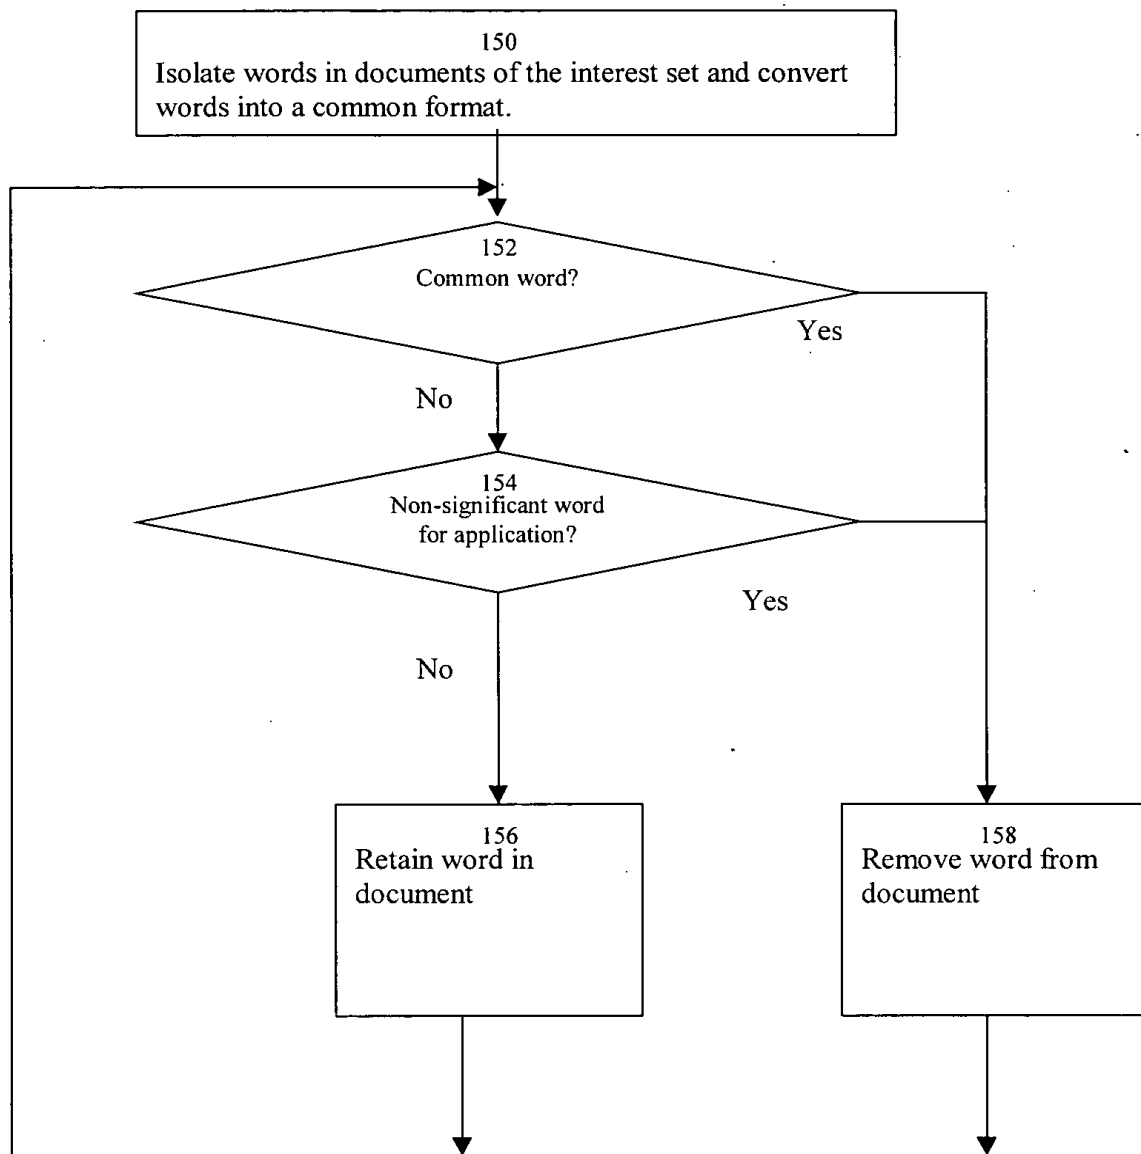 150
Isolate words in documents of the interest set and convert
words into a common format.
152
Common word?
Yes
No
154
Non-significant word
for application?
Yes
No
156
Retain word in
document
158
Remove word from
document